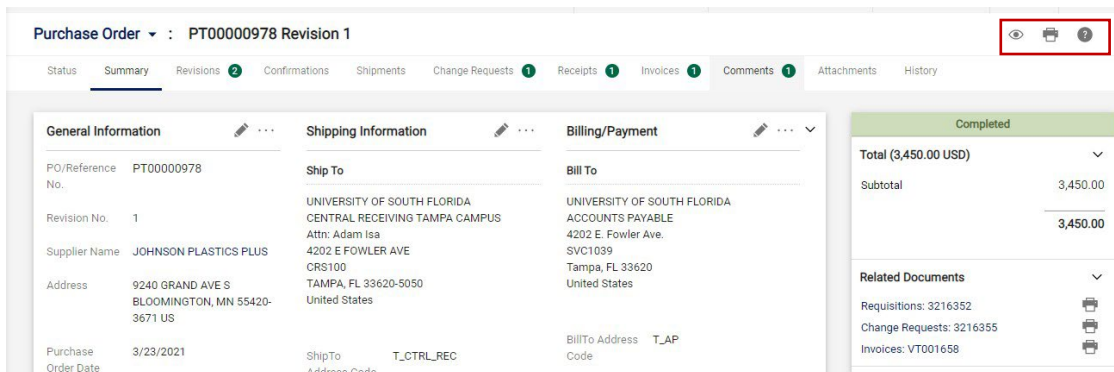 Purchase Order : PT00000978 Revision 1
?
Status Summary Revisions 2 Confirmations Shipments Change Requests 1 Receipts 1 Invoices 1 Comments 1 Attachments History
General Information
PO/Reference No. PT00000978
Revision No. 1
Supplier Name JOHNSON PLASTICS PLUS
Address 9240 GRAND AVE S
BLOOMINGTON, MN 55420-
3671 US
Purchase Order Date 3/23/2021
Shipping Information
Ship To
UNIVERSITY OF SOUTH FLORIDA
CENTRAL RECEIVING TAMPA CAMPUS
Attn: Adam Isa
4202 E FOWLER AVE
CRS100
TAMPA, FL 33620-5050
United States
ShipTo Address Code T_CTRL_REC
Billing/Payment
Bill To
UNIVERSITY OF SOUTH FLORIDA
ACCOUNTS PAYABLE
4202 E. Fowler Ave.
SVC1039
Tampa, FL 33620
United States
BillTo Address Code T_AP
Completed
Total (3,450.00 USD)
Subtotal 3,450.00
3,450.00
Related Documents
Requisitions: 3216352
Change Requests: 3216355
Invoices: VT001658